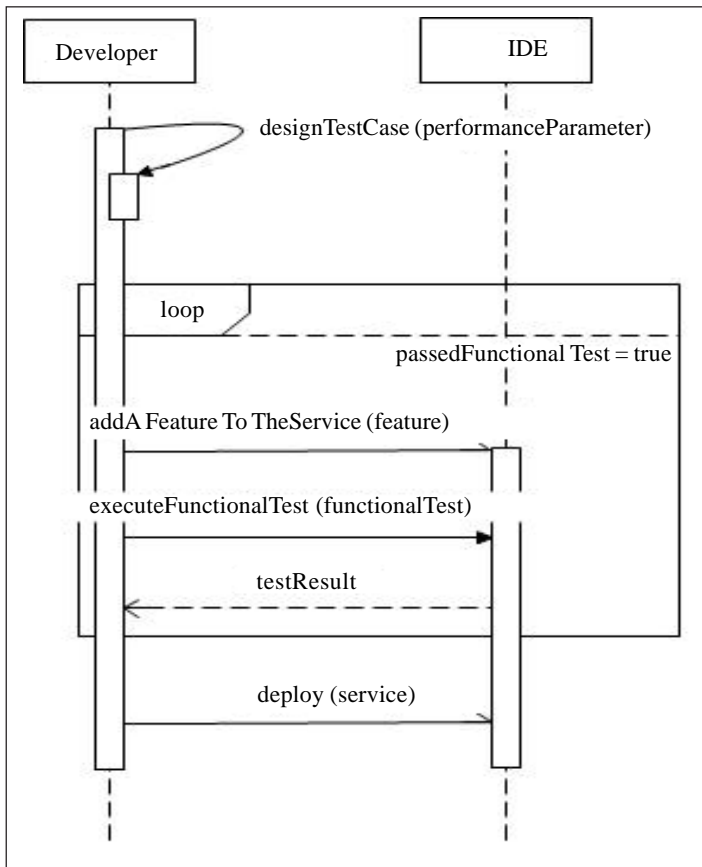 Developer
IDE
designTestCase (performanceParameter)
loop
passedFunctional Test = true
addA Feature To TheService (feature)
executeFunctionalTest (functionalTest)
testResult
deploy (service)